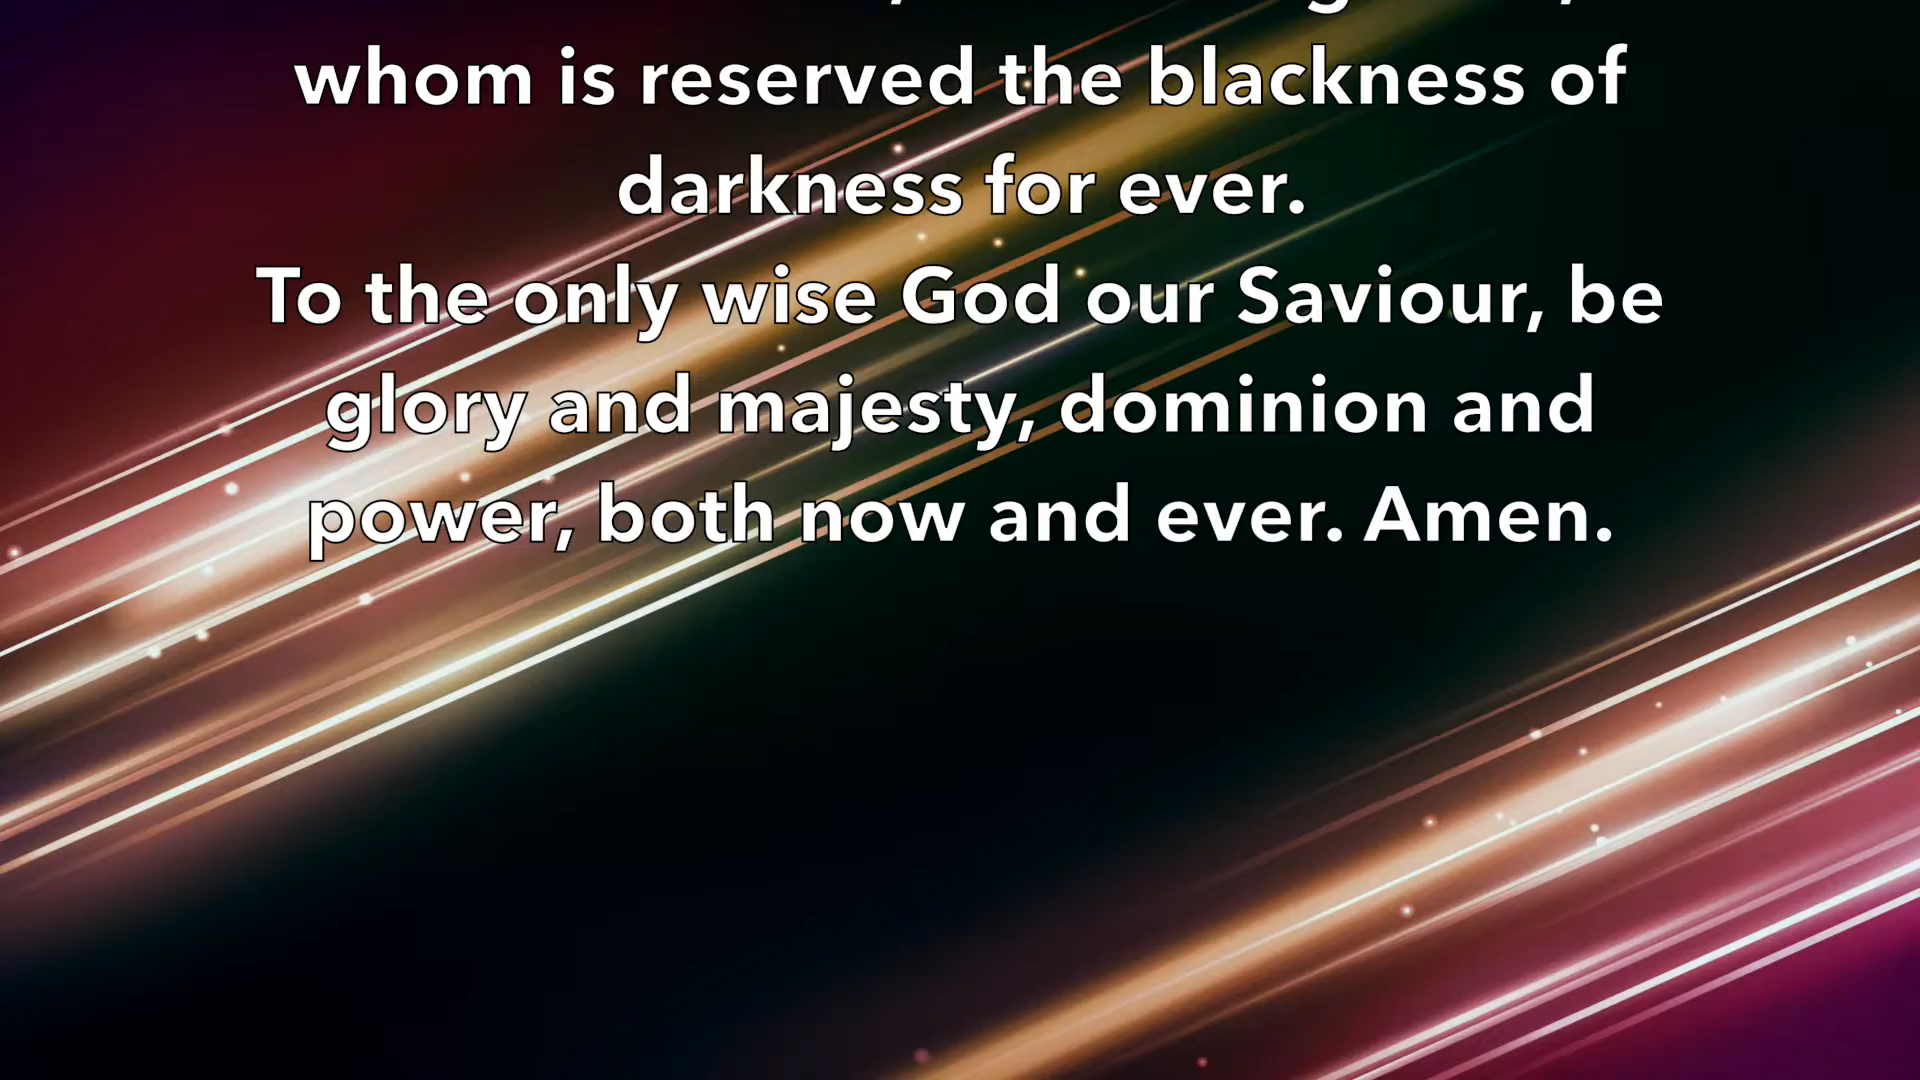 whom is reserved the blackness of
darkness for ever.
To the only wise God our Saviour, be
glory and majesty, dominion and
power, both now and ever. Amen.